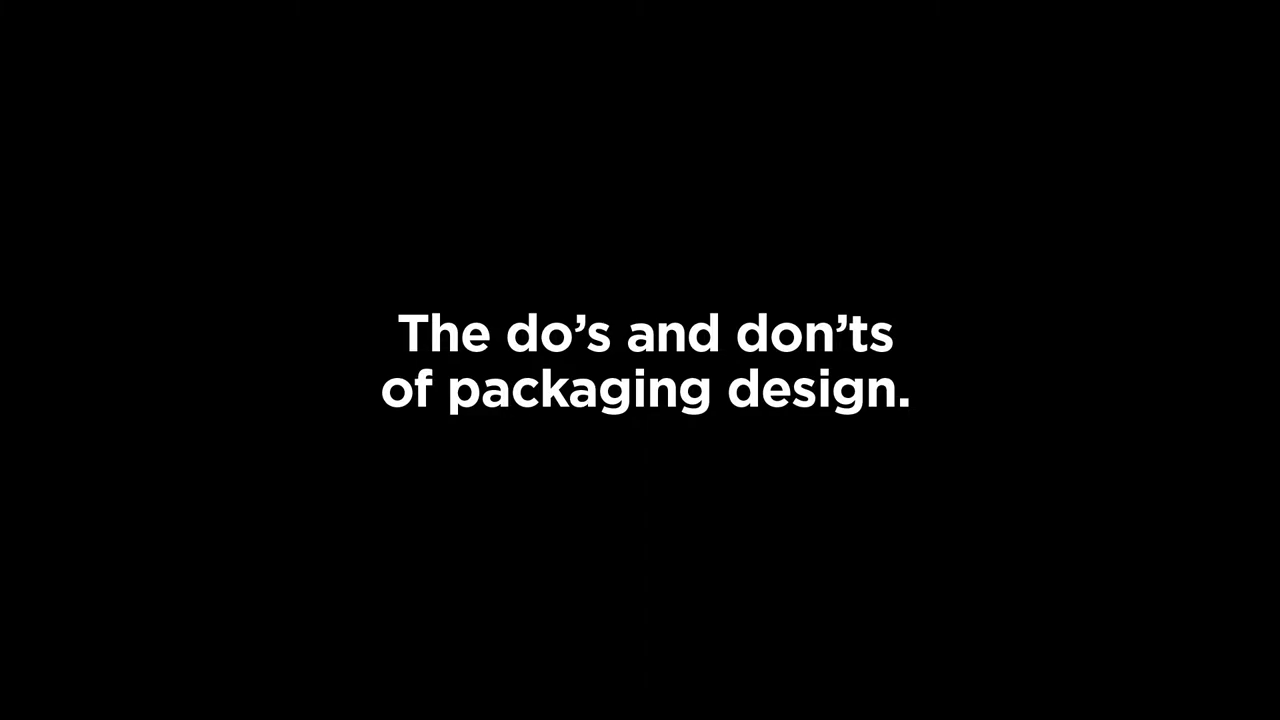 The do’s and don’ts
of packaging design.